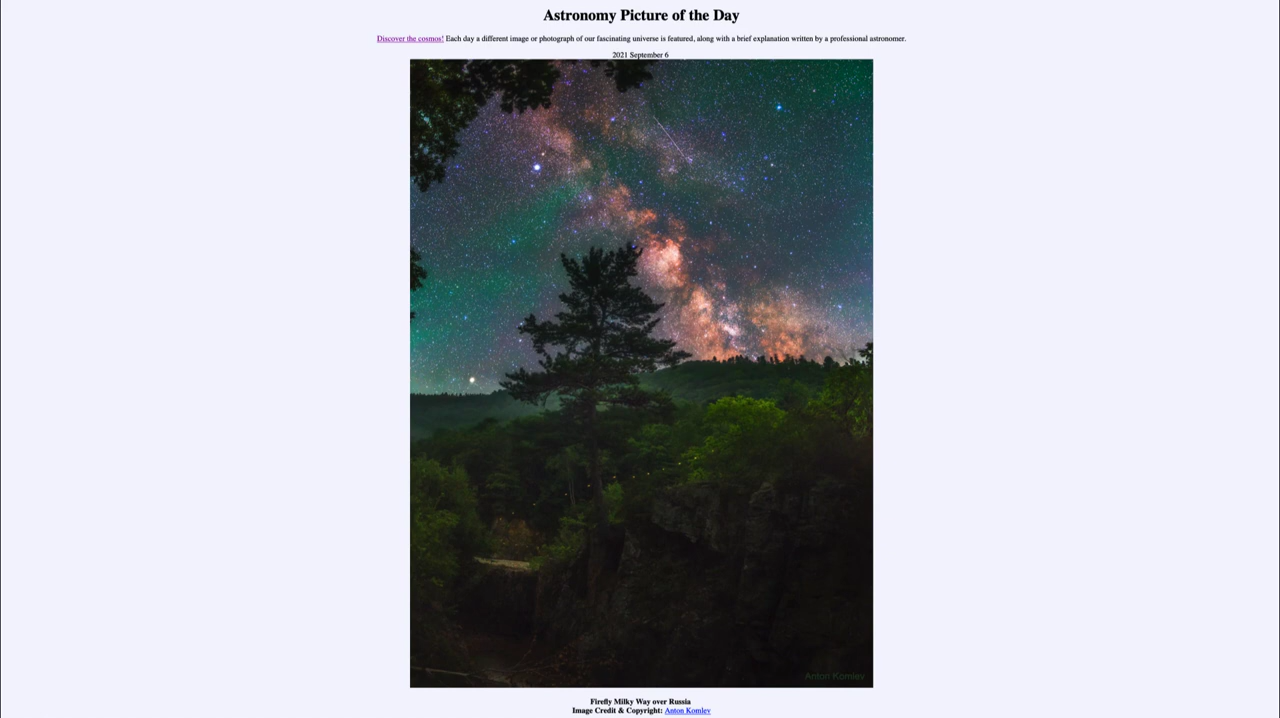 Astronomy Picture of the Day
Discover the cosmos! Each day a different image or photograph of our fascinating universe is featured, along with a brief explanation written by a professional astronomer.
2021 September 6
Anton Komlev
Firefly Milky Way over Russia
Image Credit & Copyright: Anton Komlev